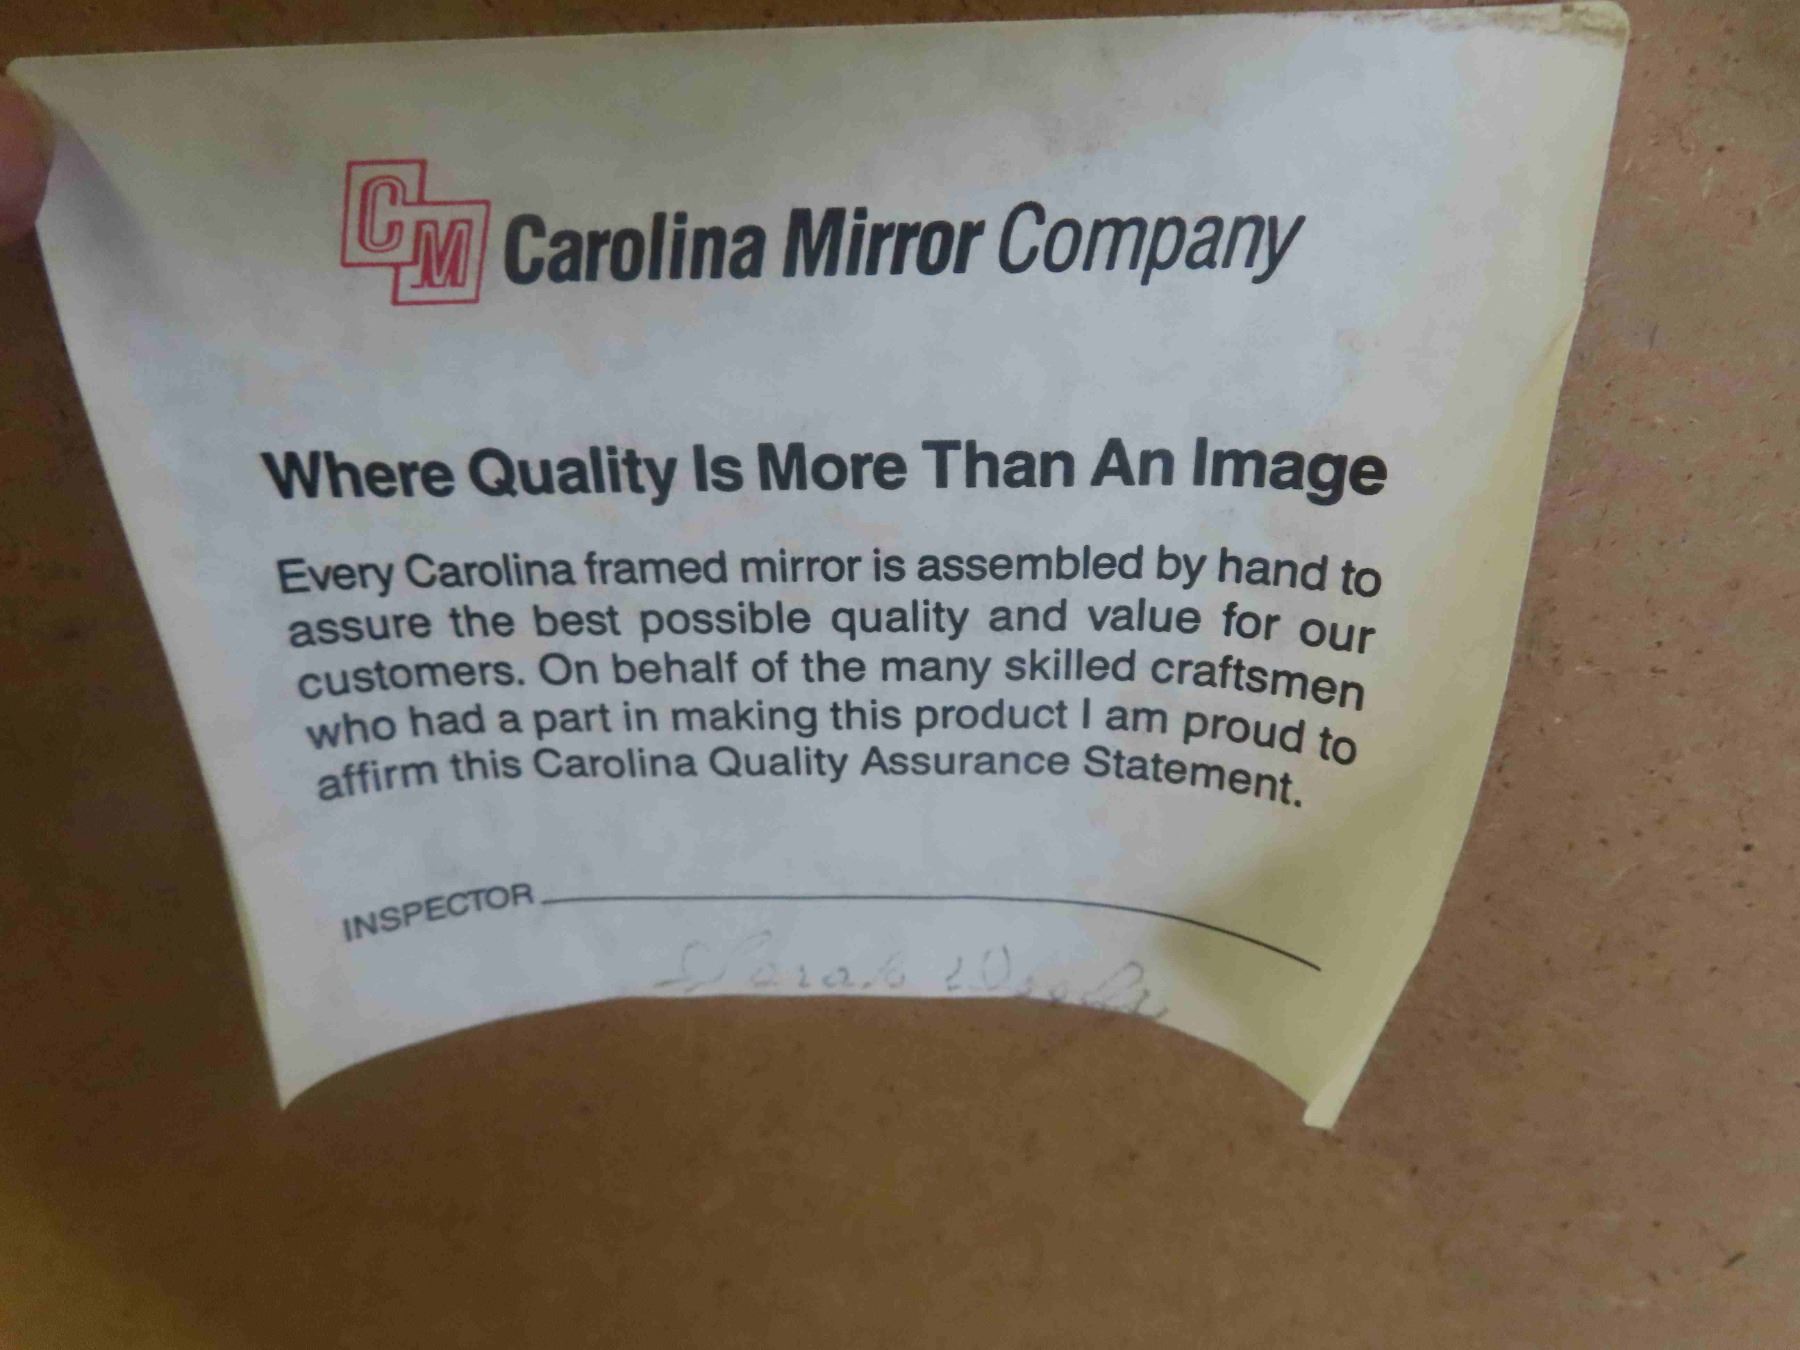 CM Carolina Mirror Company
Where Quality Is More Than An Image
Every Carolina framed mirror is assembled by hand to
assure the best possible quality and value for our
customers. On behalf of the many skilled craftsmen
who had a part in making this product I am proud to
affirm this Carolina Quality Assurance Statement.
INSPECTOR
Sarah